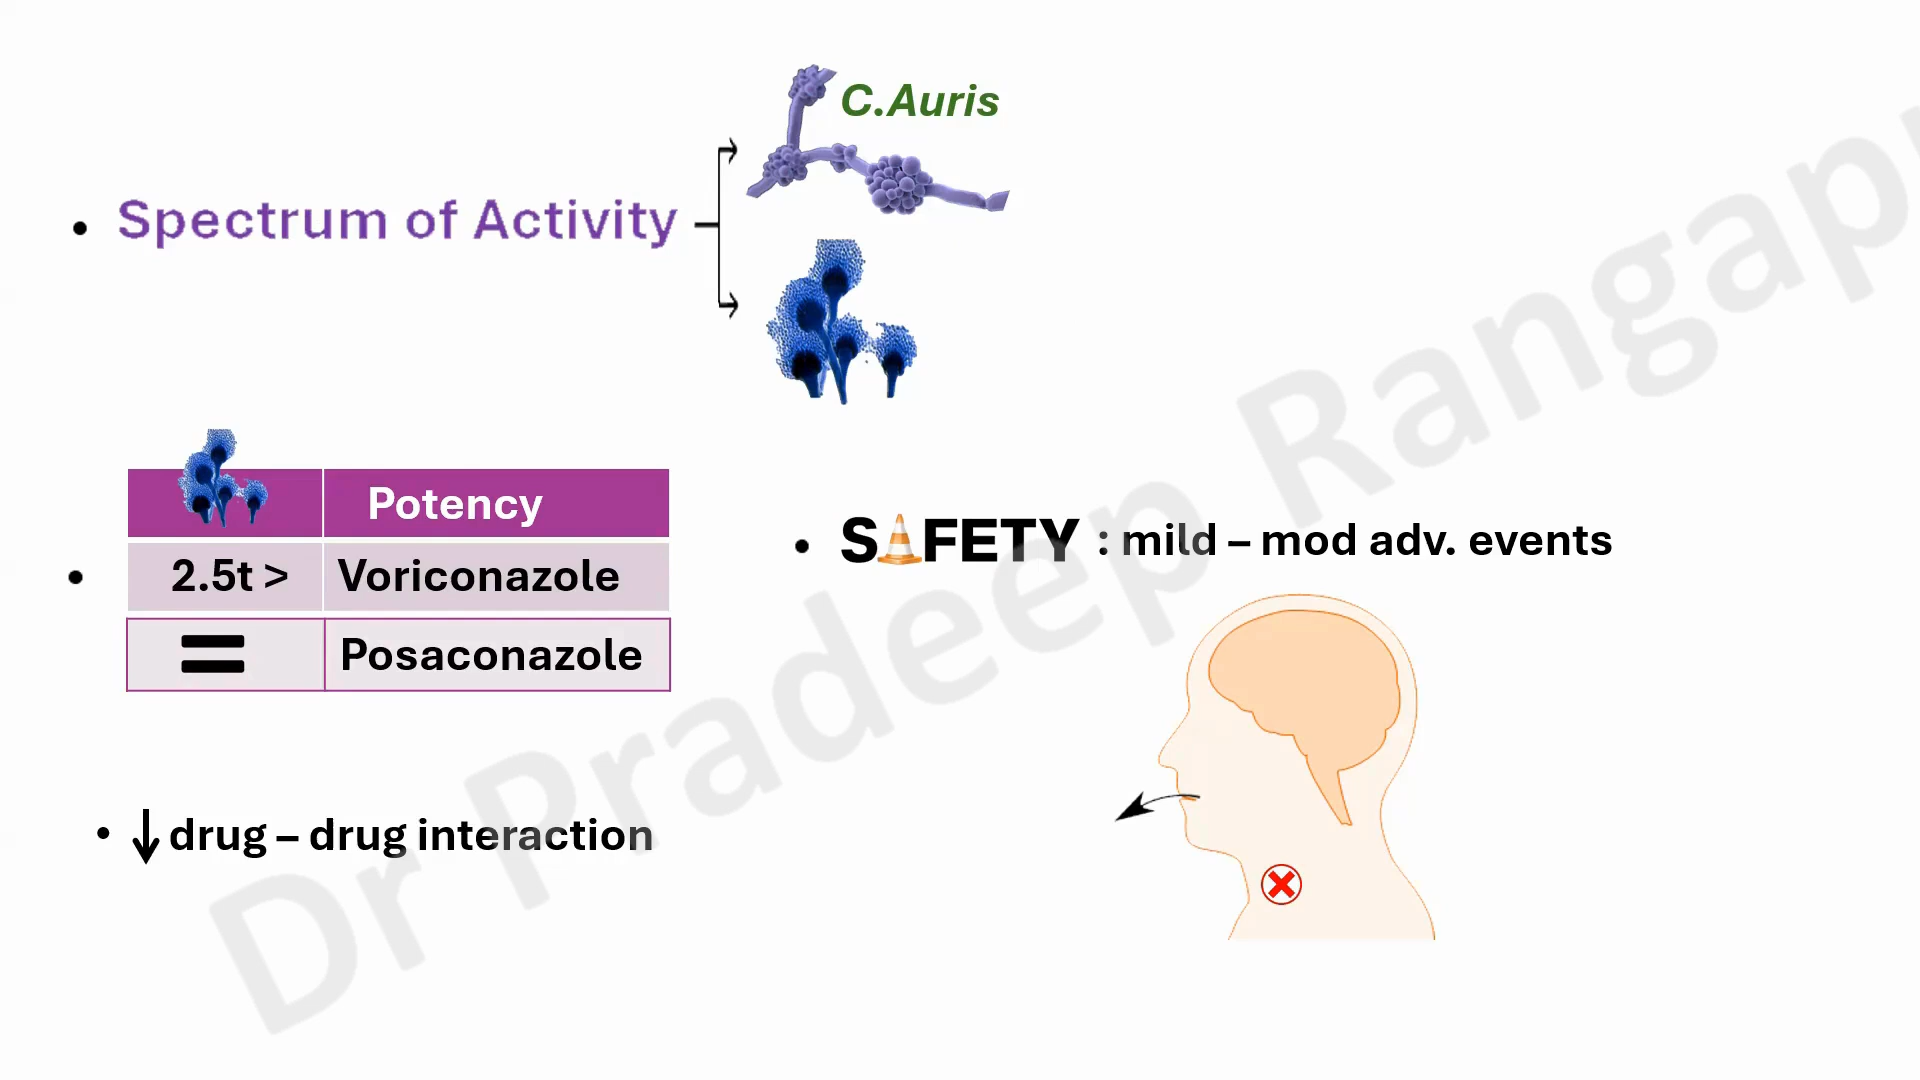 C.Auris
• Spectrum of Activity
Potency
• 2.5t > Voriconazole
= Posaconazole
• SAFETY : mild – mod adv. events
• ↓ drug – drug interaction
Dr Pradeep Rangap